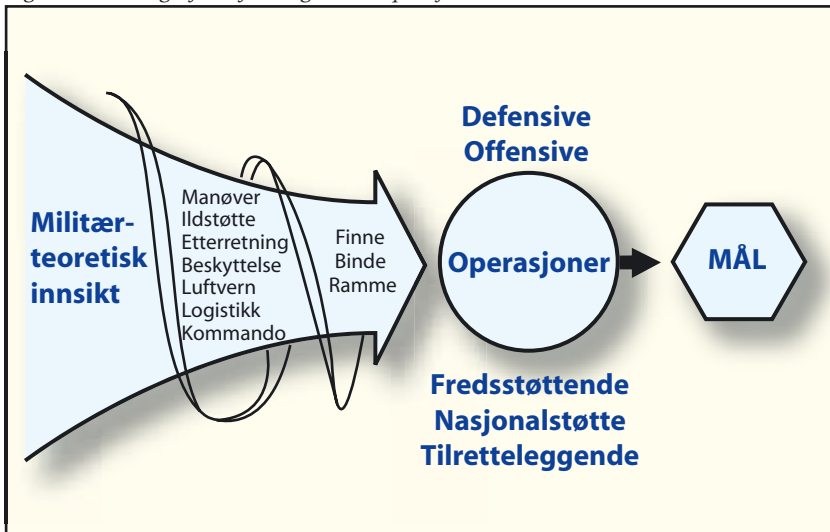 Militær-
teoretisk
innsikt
Manøver
Ildstøtte
Etterretning
Beskyttelse
Luftvern
Logistikk
Kommando
Finne
Binde
Ramme
Defensive
Offensive
Operasjoner
Fredsstøttende
Nasjonalstøtte
Tilretteleggende
MÅL